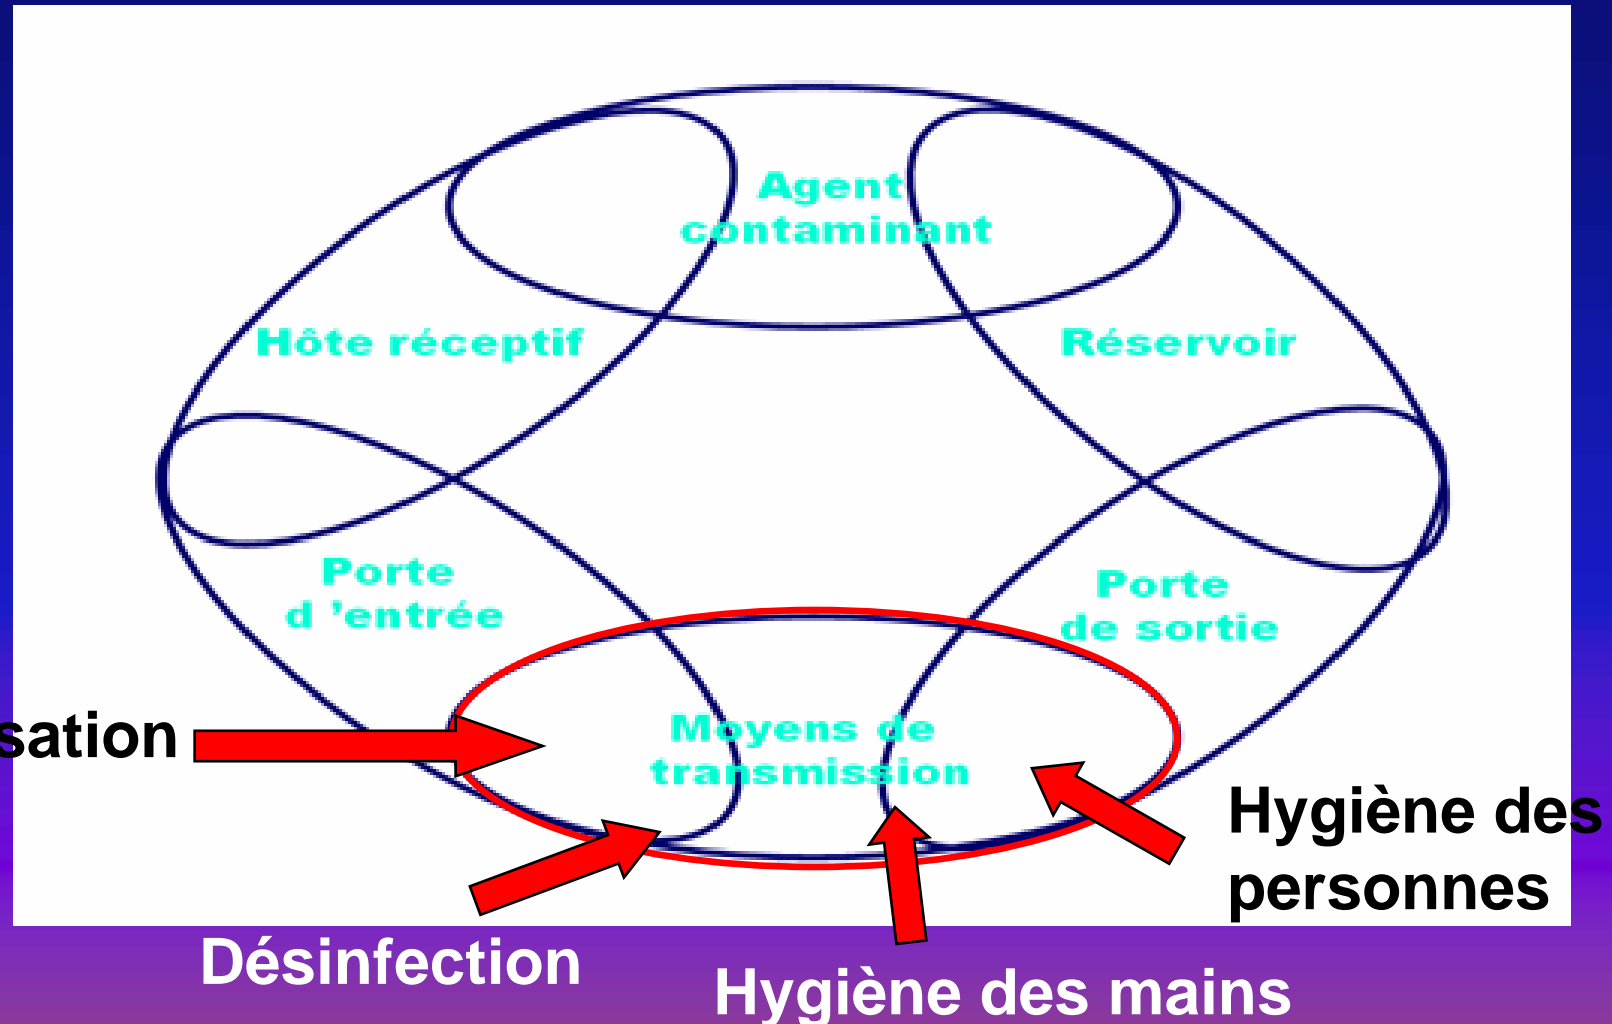 Agent
contaminant
Hôte réceptif
Réservoir
Porte
d ’entrée
Porte
de sortie
Moyens de
transmission
sation
Hygiène des
personnes
Désinfection
Hygiène des mains